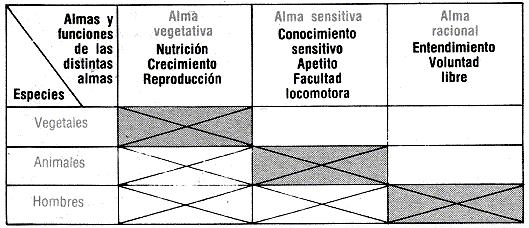 Almas y
funciones
de las
distintas
almas
Especies
Alma
vegetativa
Nutrición
Crecimiento
Reproducción
Alma sensitiva
Conocimiento
sensitivo
Apetito
Facultad
locomotora
Alma
racional
Entendimiento
Voluntad
libre
Vegetales
Animales
Hombres